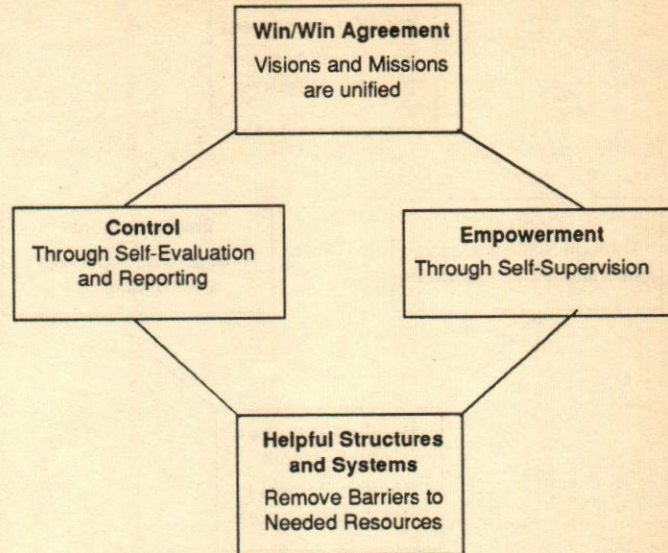 Win/Win Agreement
Visions and Missions
are unified
Control
Through Self-Evaluation
and Reporting
Empowerment
Through Self-Supervision
Helpful Structures
and Systems
Remove Barriers to
Needed Resources